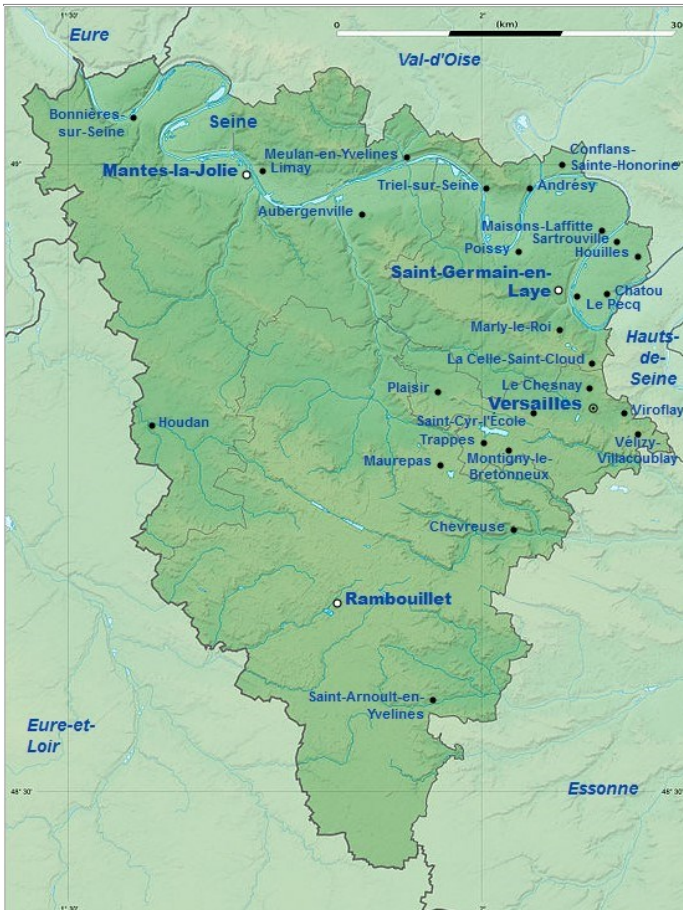 1° 30'
2°
0
(km)
30
Eure
Val-d'Oise
Bonnières-
sur-Seine
Seine
Conflans-
Sainte-Honorine
49°
49°
Meulan-en-Yvelines
Mantes-la-Jolie
Limay
Triel-sur-Seine
Andrésy
Aubergenville
Maisons-Laffitte
Sartrouville
Poissy
Houilles
Saint-Germain-en-
Laye
Chatou
Le Pecq
Marly-le-Roi
Hauts-
de-
Seine
La Celle-Saint-Cloud
Plaisir
Le Chesnay
Versailles
Viroflay
Houdan
Saint-Cyr-l'École
Trappes
Vélizy-
Villacoublay
Maurepas
Montigny-le-
Bretonneux
Chevreuse
Rambouillet
Saint-Arnoult-en-
Yvelines
Eure-et-
Loir
Essonne
48° 30'
48° 30'
1° 30'
2°